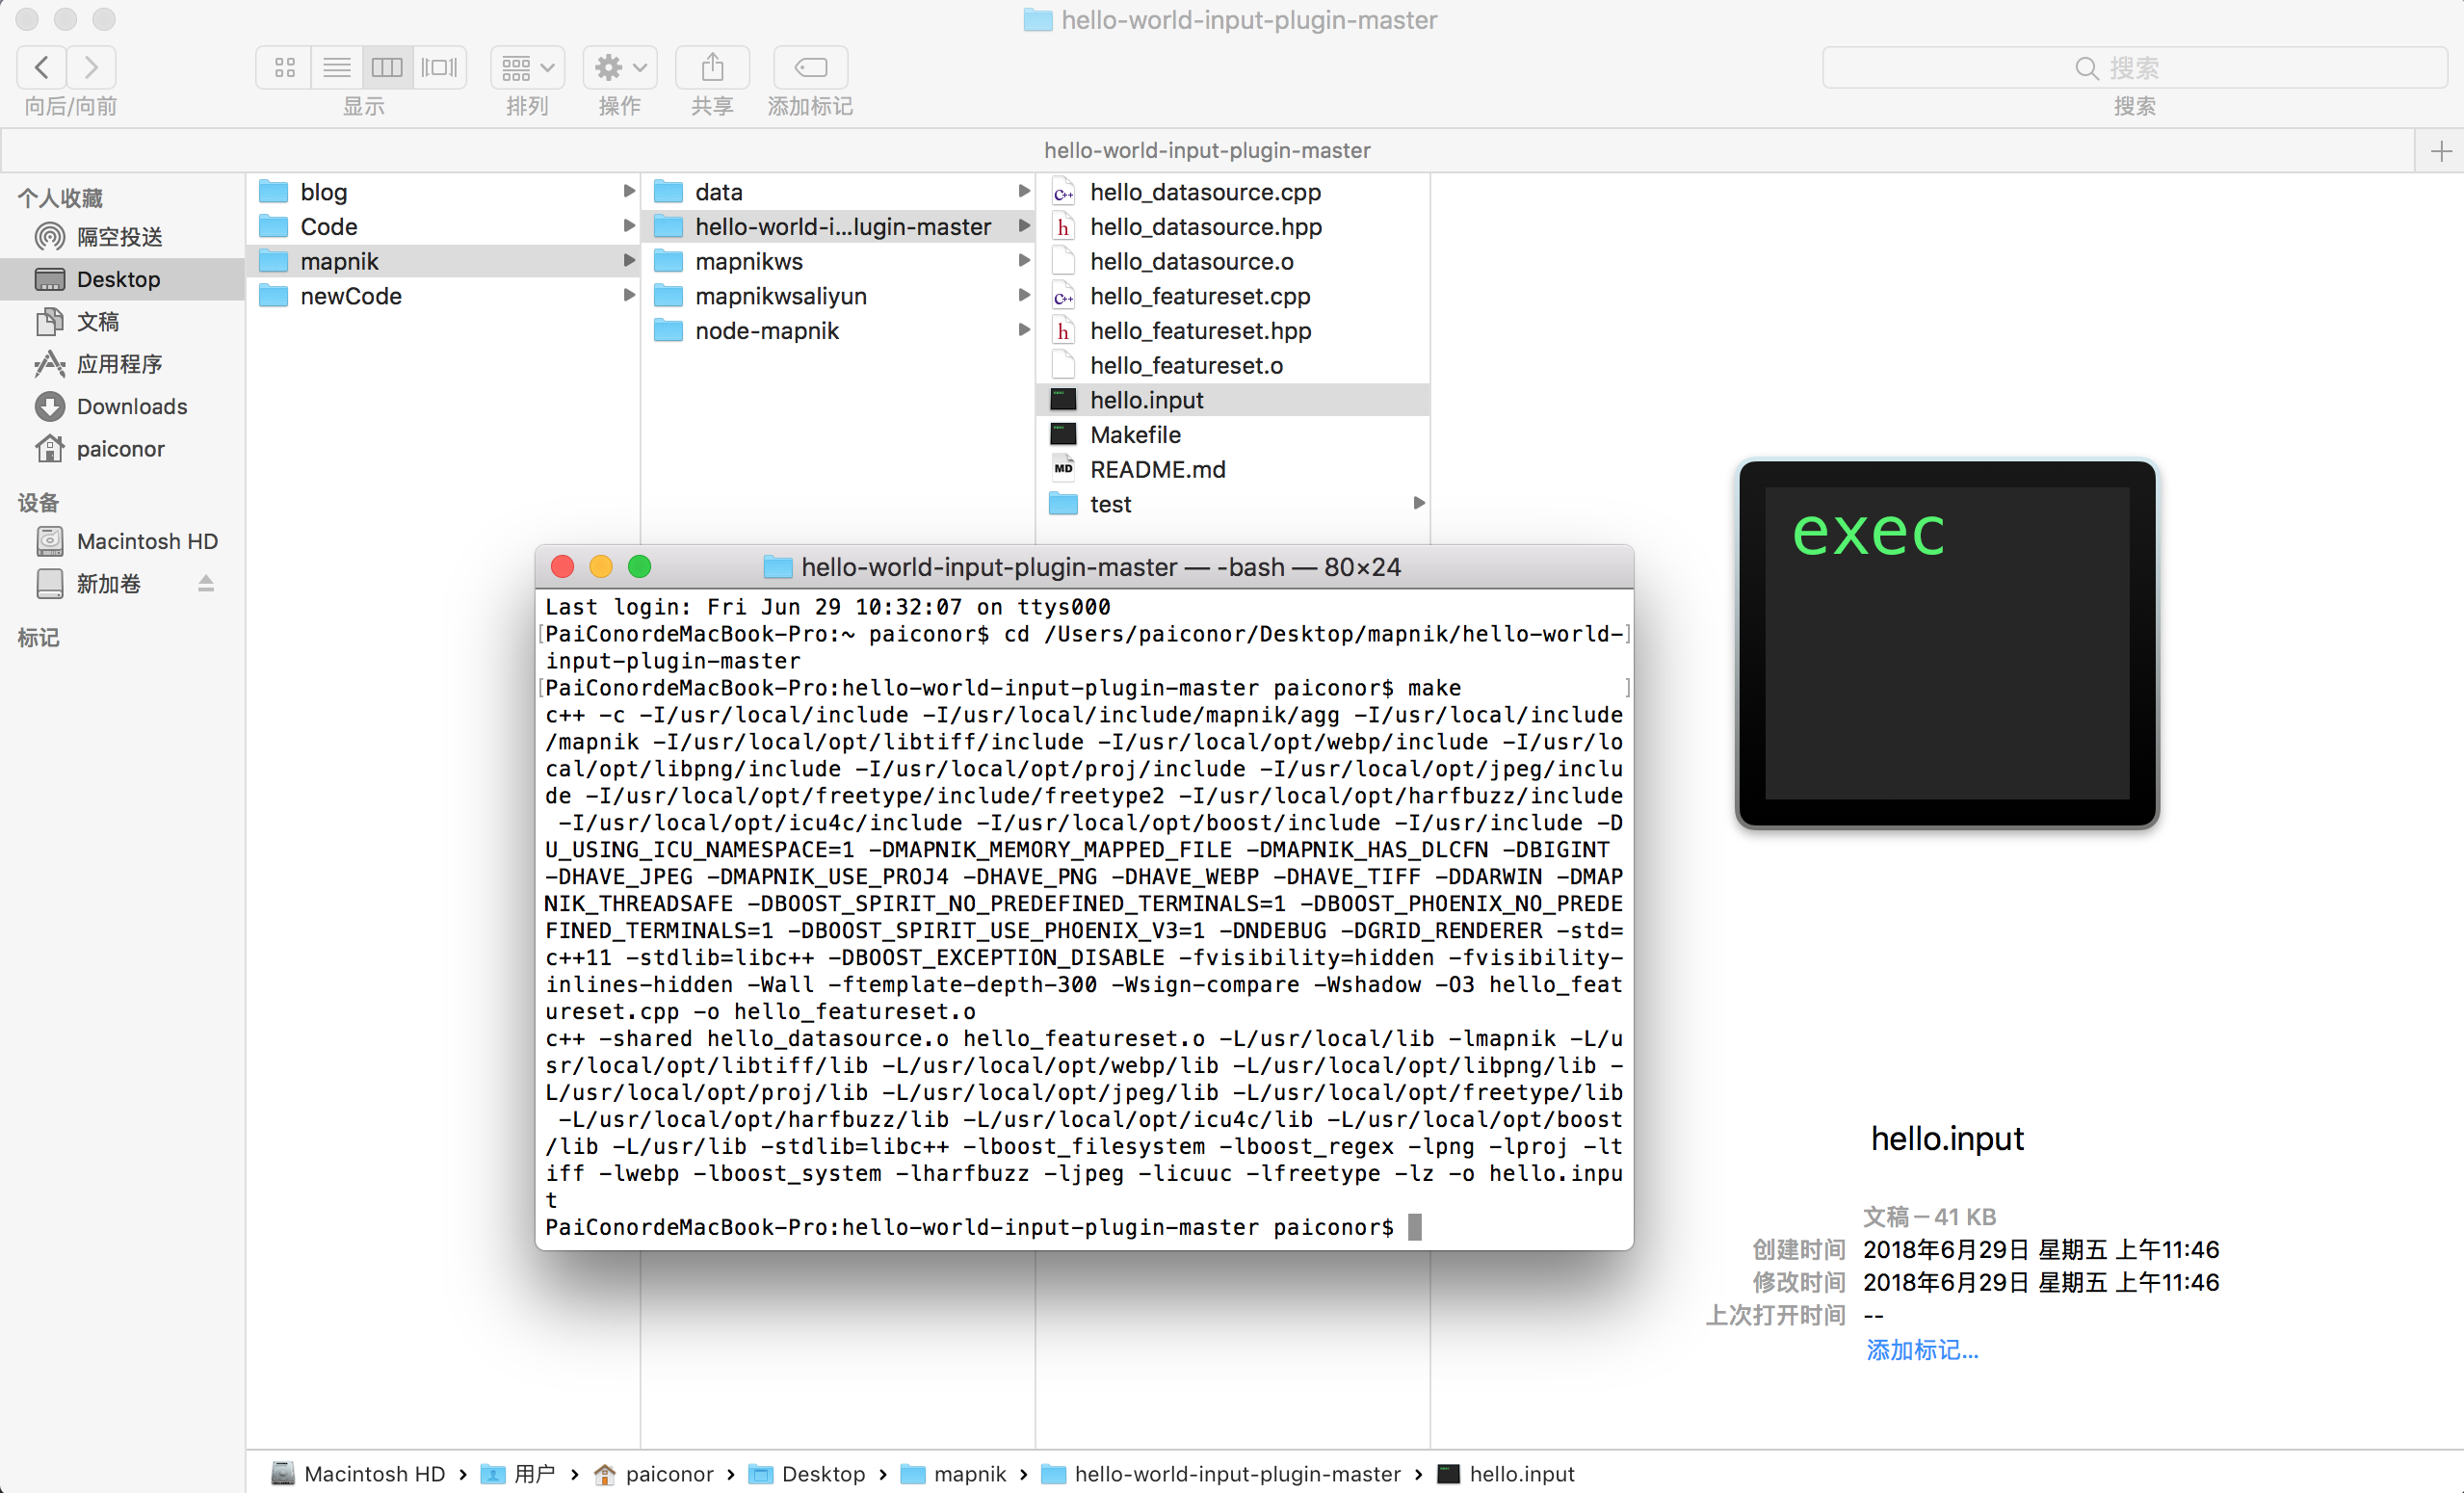 hello-world-input-plugin-master
搜索
向后/向前
显示
排列
操作
共享
添加标记
搜索
hello-world-input-plugin-master
个人收藏
隔空投送
Desktop
文稿
应用程序
Downloads
paiconor
设备
Macintosh HD
新加卷
标记
blog
Code
mapnik
newCode
data
hello-world-i...lugin-master
mapnikws
mapnikwsaliyun
node-mapnik
hello_datasource.cpp
hello_datasource.hpp
hello_datasource.o
hello_featureset.cpp
hello_featureset.hpp
hello_featureset.o
hello.input
Makefile
README.md
test
exec
hello-world-input-plugin-master — -bash — 80×24
Last login: Fri Jun 29 10:32:07 on ttys000
[PaiConordeMacBook-Pro:~ paiconor$ cd /Users/paiconor/Desktop/mapnik/hello-world-]
input-plugin-master
[PaiConordeMacBook-Pro:hello-world-input-plugin-master paiconor$ make ]
c++ -c -I/usr/local/include -I/usr/local/include/mapnik/agg -I/usr/local/include
/mapnik -I/usr/local/opt/libtiff/include -I/usr/local/opt/webp/include -I/usr/lo
cal/opt/libpng/include -I/usr/local/opt/proj/include -I/usr/local/opt/jpeg/inclu
de -I/usr/local/opt/freetype/include/freetype2 -I/usr/local/opt/harfbuzz/include
 -I/usr/local/opt/icu4c/include -I/usr/local/opt/boost/include -I/usr/include -D
U_USING_ICU_NAMESPACE=1 -DMAPNIK_MEMORY_MAPPED_FILE -DMAPNIK_HAS_DLCFN -DBIGINT
-DHAVE_JPEG -DMAPNIK_USE_PROJ4 -DHAVE_PNG -DHAVE_WEBP -DHAVE_TIFF -DDARWIN -DMAP
NIK_THREADSAFE -DBOOST_SPIRIT_NO_PREDEFINED_TERMINALS=1 -DBOOST_PHOENIX_NO_PREDE
FINED_TERMINALS=1 -DBOOST_SPIRIT_USE_PHOENIX_V3=1 -DNDEBUG -DGRID_RENDERER -std=
c++11 -stdlib=libc++ -DBOOST_EXCEPTION_DISABLE -fvisibility=hidden -fvisibility-
inlines-hidden -Wall -ftemplate-depth-300 -Wsign-compare -Wshadow -O3 hello_feat
ureset.cpp -o hello_featureset.o
c++ -shared hello_datasource.o hello_featureset.o -L/usr/local/lib -lmapnik -L/u
sr/local/opt/libtiff/lib -L/usr/local/opt/webp/lib -L/usr/local/opt/libpng/lib -
L/usr/local/opt/proj/lib -L/usr/local/opt/jpeg/lib -L/usr/local/opt/freetype/lib
 -L/usr/local/opt/harfbuzz/lib -L/usr/local/opt/icu4c/lib -L/usr/local/opt/boost
/lib -L/usr/lib -stdlib=libc++ -lboost_filesystem -lboost_regex -lpng -lproj -lt
iff -lwebp -lboost_system -lharfbuzz -ljpeg -licuuc -lfreetype -lz -o hello.inpu
t
PaiConordeMacBook-Pro:hello-world-input-plugin-master paiconor$
hello.input
文稿 – 41 KB
创建时间 2018年6月29日 星期五 上午11:46
修改时间 2018年6月29日 星期五 上午11:46
上次打开时间 --
添加标记...
Macintosh HD › 用户 › paiconor › Desktop › mapnik › hello-world-input-plugin-master › hello.input